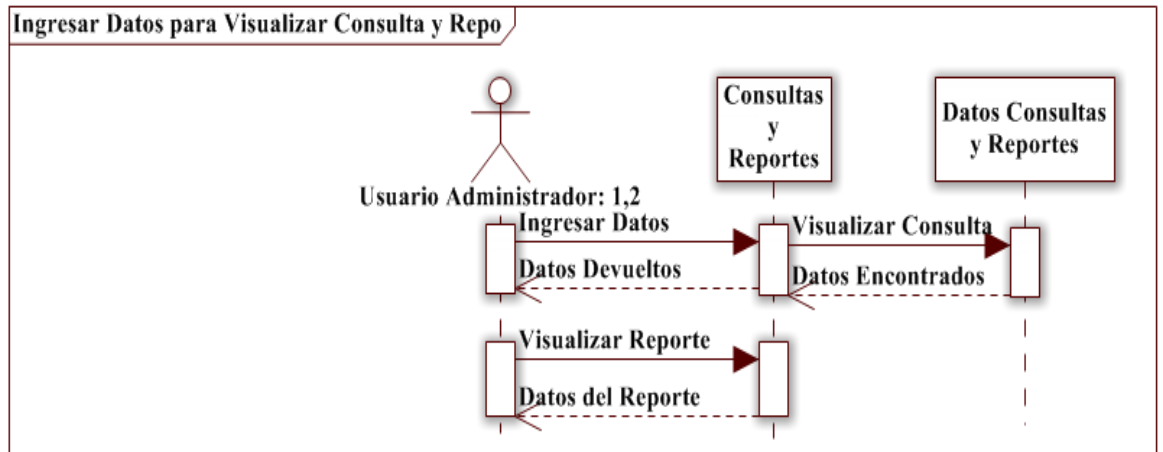 Ingresar Datos para Visualizar Consulta y Repo
Consultas
y
Reportes
Datos Consultas
y Reportes
Usuario Administrador: 1,2
Ingresar Datos
Visualizar Consulta
Datos Devueltos
Datos Encontrados
Visualizar Reporte
Datos del Reporte